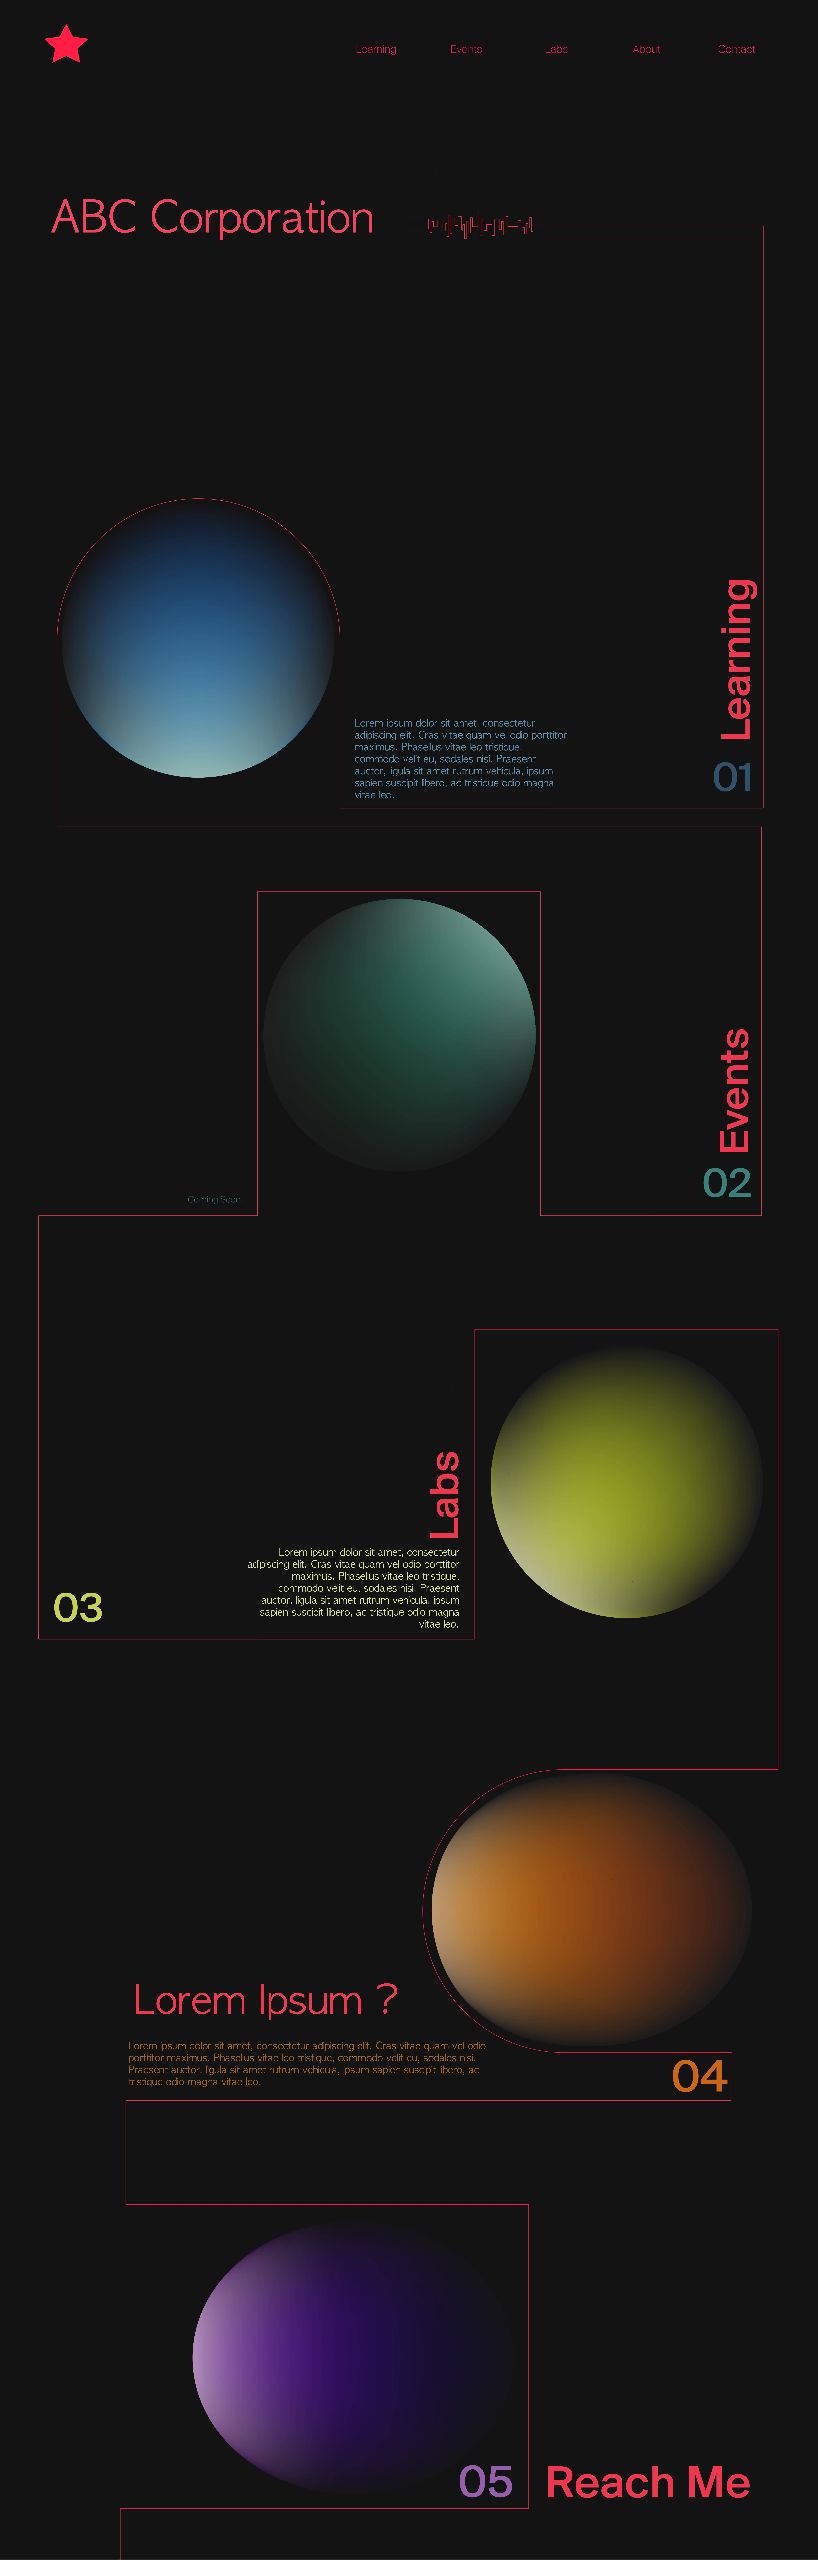 Learning Events Labs About Contact
ABC Corporation
Learning
Lorem ipsum dolor sit amet, consectetur
adipiscing elit. Cras vitae quam vel odio porttitor
maximus. Phasellus vitae leo tristique,
commodo velit eu, sodales nisi. Praesent
auctor, ligula sit amet rutrum vehicula, ipsum
sapien suscipit libero, ac tristique odio magna
vitae leo.
01
Events
02
Coming Soon
Labs
Lorem ipsum dolor sit amet, consectetur
adipiscing elit. Cras vitae quam vel odio porttitor
maximus. Phasellus vitae leo tristique,
commodo velit eu, sodales nisi. Praesent
auctor, ligula sit amet rutrum vehicula, ipsum
sapien suscipit libero, ac tristique odio magna
vitae leo.
03
Lorem Ipsum ?
Lorem ipsum dolor sit amet, consectetur adipiscing elit. Cras vitae quam vel odio
porttitor maximus. Phasellus vitae leo tristique, commodo velit eu, sodales nisi.
Praesent auctor, ligula sit amet rutrum vehicula, ipsum sapien suscipit libero, ac
tristique odio magna vitae leo.
04
05
Reach Me